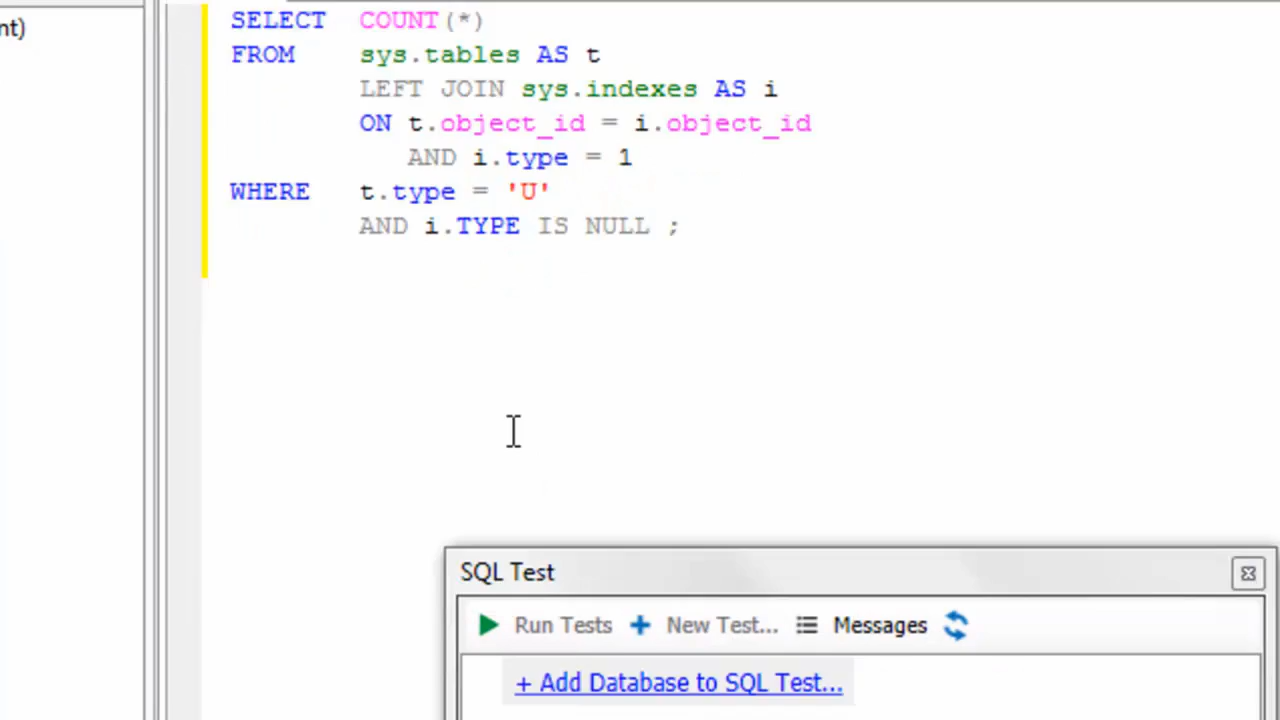 nt)
SELECT COUNT(*)
FROM sys.tables AS t
LEFT JOIN sys.indexes AS i
ON t.object_id = i.object_id
AND i.type = 1
WHERE t.type = 'U'
AND i.TYPE IS NULL ;
SQL Test
Run Tests New Test... Messages
+ Add Database to SQL Test...